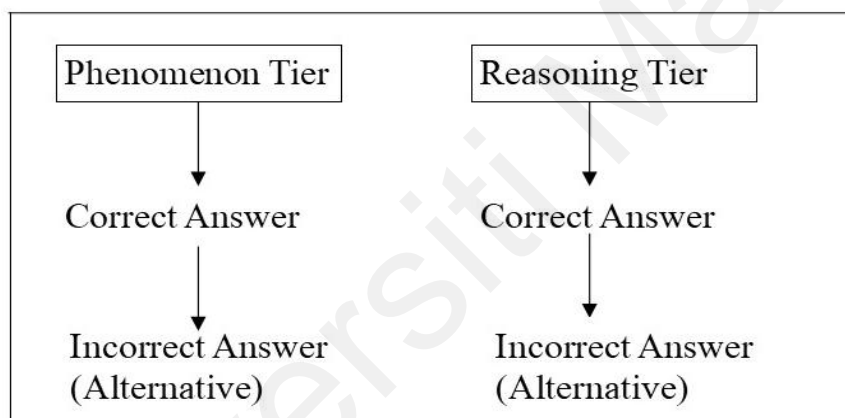 Phenomenon Tier
Reasoning Tier
Correct Answer
Correct Answer
Incorrect Answer
(Alternative)
Incorrect Answer
(Alternative)